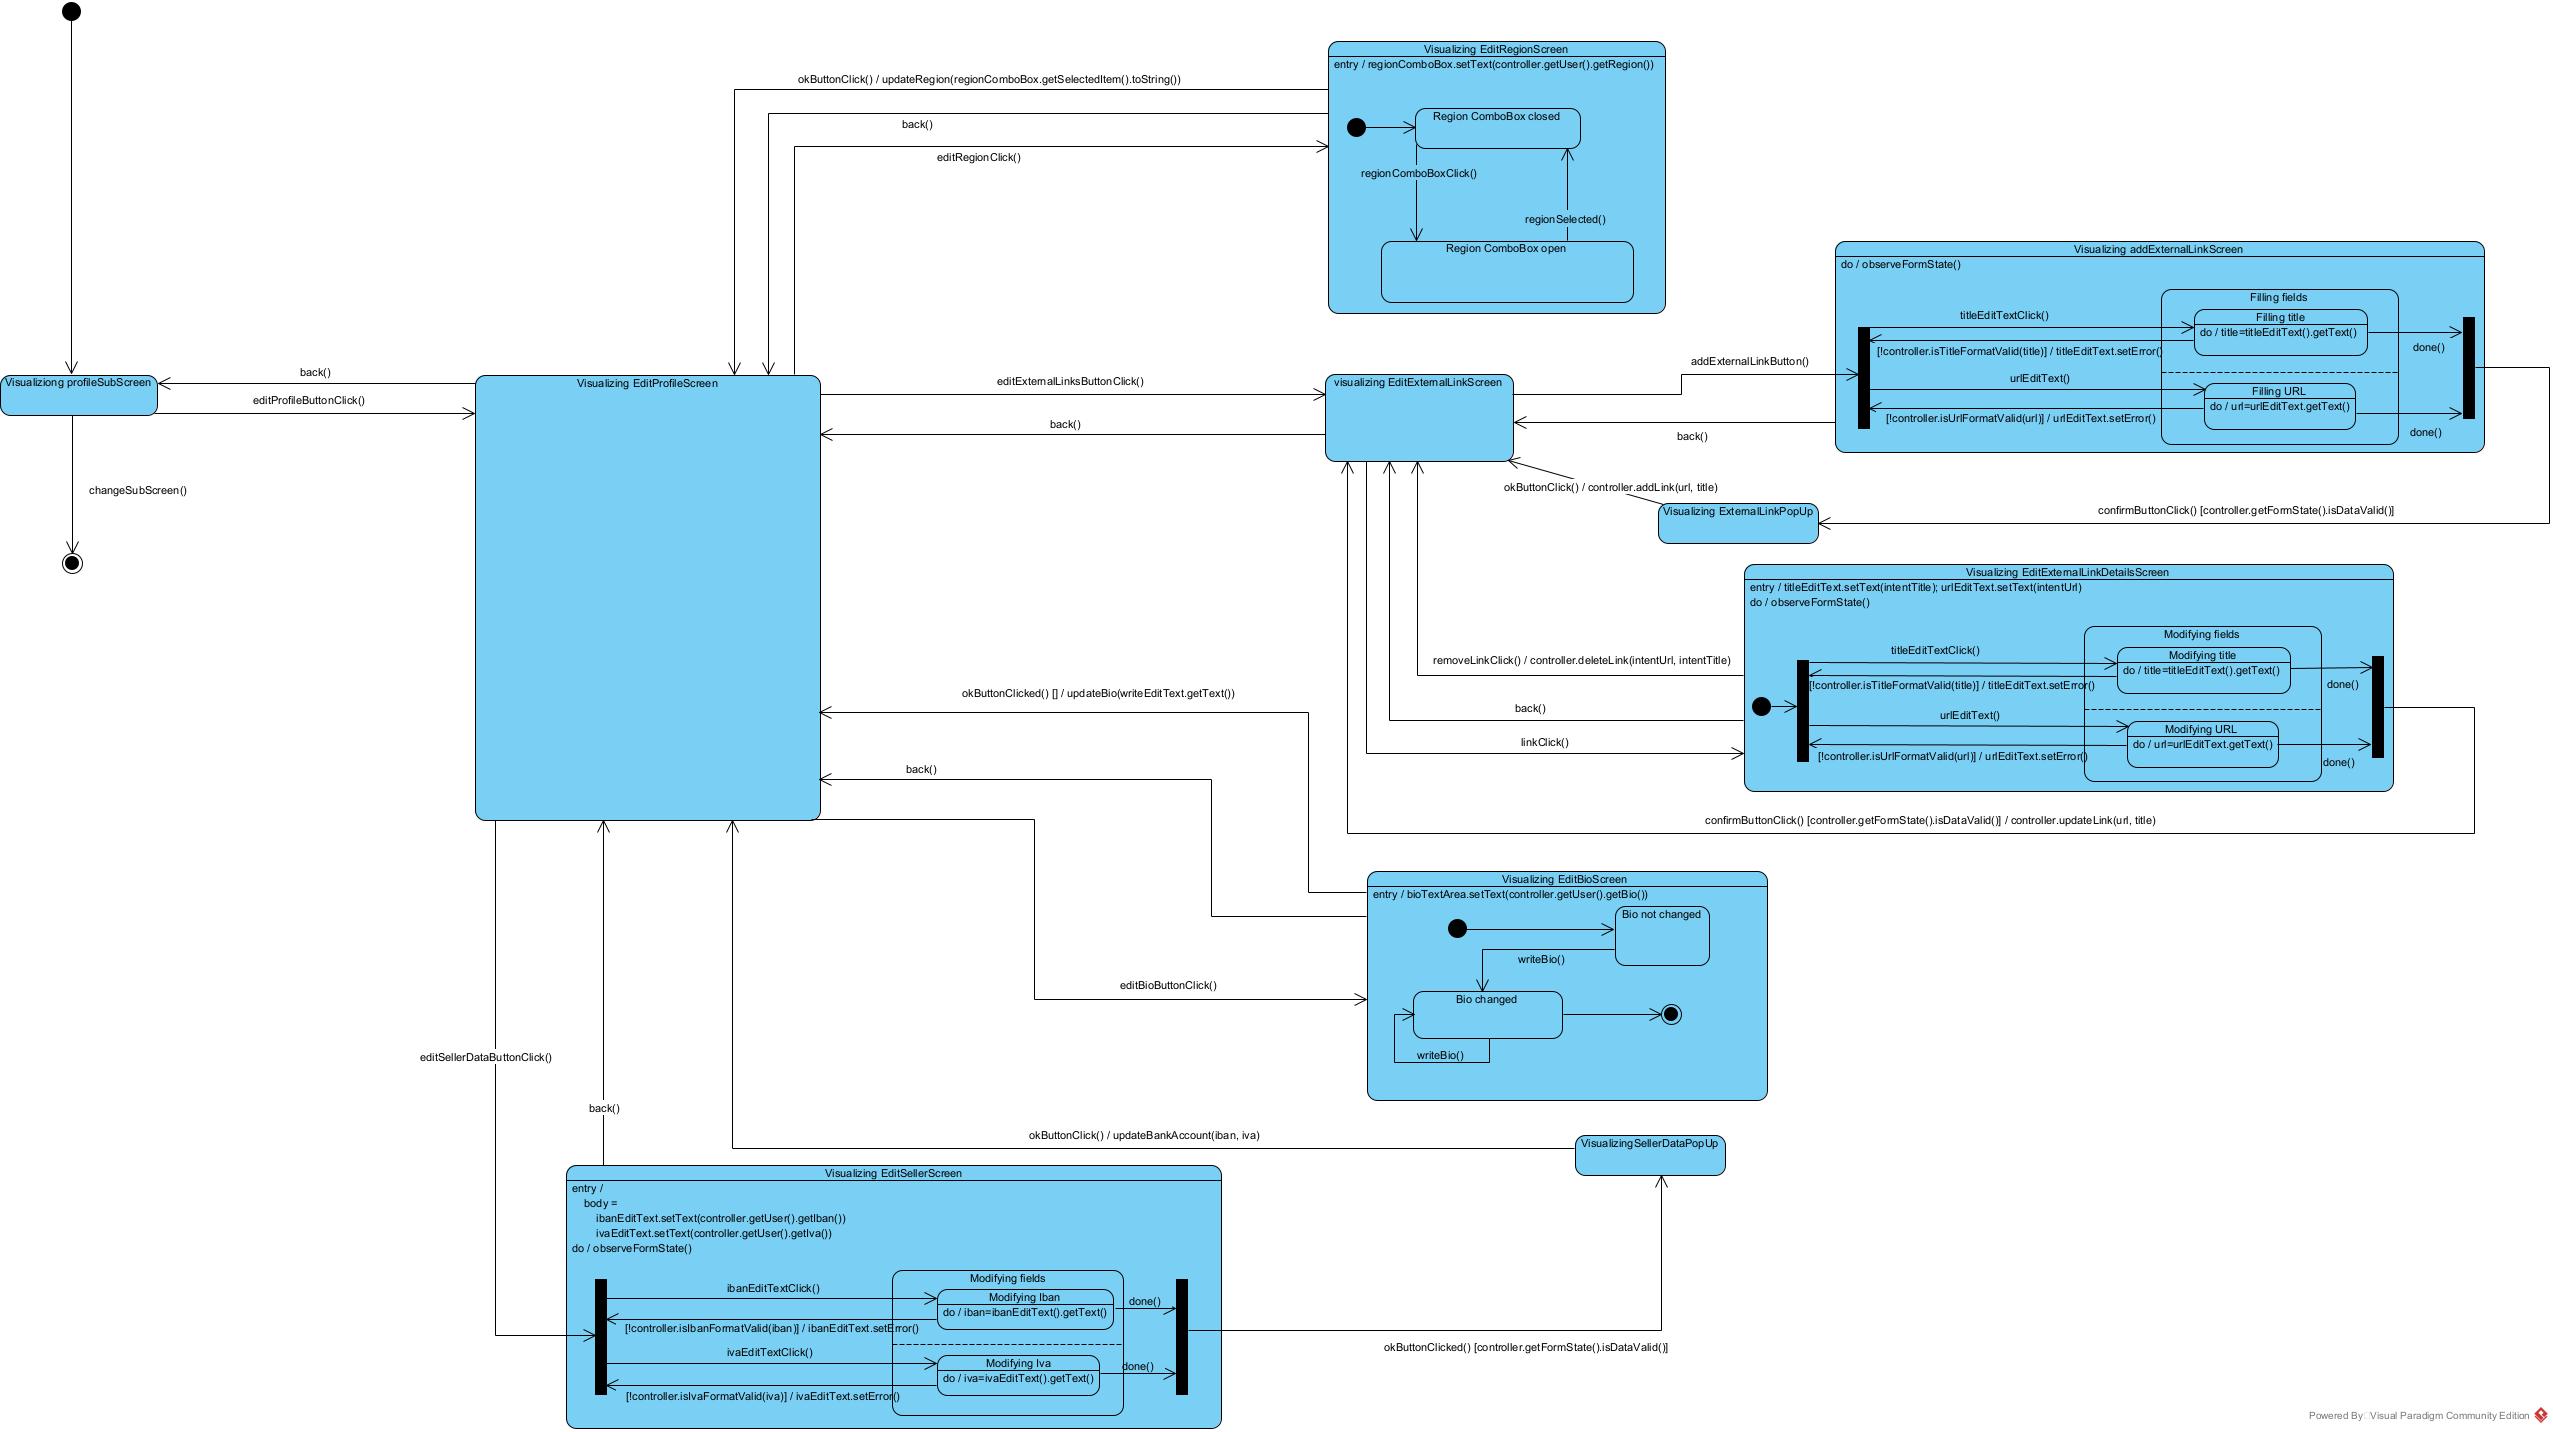 Visualizing EditRegionScreen
entry / regionComboBox.setText(controller.getUser().getRegion())
okButtonClick() / updateRegion(regionComboBox.getSelectedItem().toString())
back()
editRegionClick()
Region ComboBox closed
regionComboBoxClick()
regionSelected()
Region ComboBox open
Visualiziong profileSubScreen
back()
editProfileButtonClick()
changeSubScreen()
Visualizing EditProfileScreen
editExternalLinksButtonClick()
back()
visualizing EditExternalLinkScreen
addExternalLinkButton()
back()
Visualizing addExternalLinkScreen
do / observeFormState()
Filling fields
titleEditTextClick()
Filling title
do / title=titleEditText().getText()
[!controller.isTitleFormatValid(title)] / titleEditText.setError()
done()
urlEditText()
Filling URL
do / url=urlEditText.getText()
[!controller.isUrlFormatValid(url)] / urlEditText.setError()
done()
okButtonClick() / controller.addLink(url, title)
Visualizing ExternalLinkPopUp
confirmButtonClick() [controller.getFormState().isDataValid()]
Visualizing EditExternalLinkDetailsScreen
entry / titleEditText.setText(intentTitle); urlEditText.setText(intentUrl)
do / observeFormState()
Modifying fields
titleEditTextClick()
Modifying title
do / title=titleEditText().getText()
[!controller.isTitleFormatValid(title)] / titleEditText.setError()
done()
urlEditText()
Modifying URL
do / url=urlEditText.getText()
[!controller.isUrlFormatValid(url)] / urlEditText.setError()
done()
removeLinkClick() / controller.deleteLink(intentUrl, intentTitle)
back()
linkClick()
confirmButtonClick() [controller.getFormState().isDataValid()] / controller.updateLink(url, title)
okButtonClicked() [] / updateBio(writeEditText.getText())
back()
Visualizing EditBioScreen
entry / bioTextArea.setText(controller.getUser().getBio())
Bio not changed
writeBio()
Bio changed
writeBio()
editBioButtonClick()
editSellerDataButtonClick()
back()
okButtonClick() / updateBankAccount(iban, iva)
VisualizingSellerDataPopUp
Visualizing EditSellerScreen
entry /
body =
ibanEditText.setText(controller.getUser().getIban())
ivaEditText.setText(controller.getUser().getIva())
do / observeFormState()
Modifying fields
ibanEditTextClick()
Modifying Iban
do / iban=ibanEditText().getText()
[!controller.isIbanFormatValid(iban)] / ibanEditText.setError()
done()
ivaEditTextClick()
Modifying Iva
do / iva=ivaEditText().getText()
[!controller.isIvaFormatValid(iva)] / ivaEditText.setError()
done()
okButtonClicked() [controller.getFormState().isDataValid()]
Powered By Visual Paradigm Community Edition